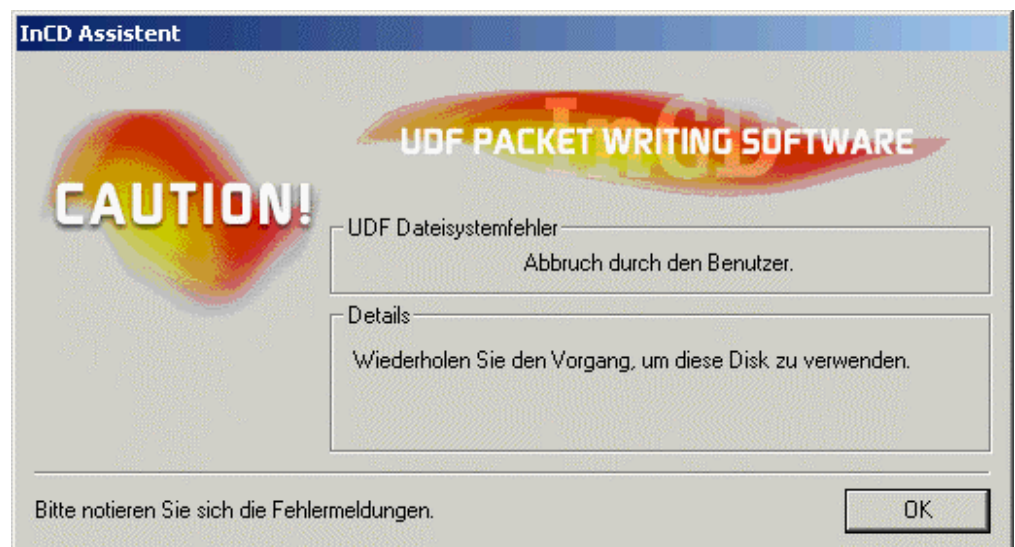 InCD Assistent
InCD
UDF PACKET WRITING SOFTWARE
CAUTION!
UDF Dateisystemfehler
Abbruch durch den Benutzer.
Details
Wiederholen Sie den Vorgang, um diese Disk zu verwenden.
Bitte notieren Sie sich die Fehlermeldungen.
OK